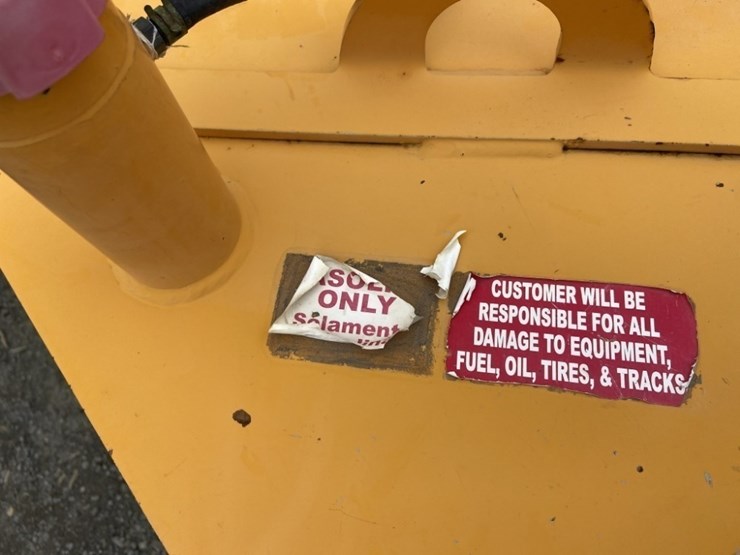 ONLY
CUSTOMER WILL BE
RESPONSIBLE FOR ALL
DAMAGE TO EQUIPMENT,
FUEL, OIL, TIRES, & TRACKS